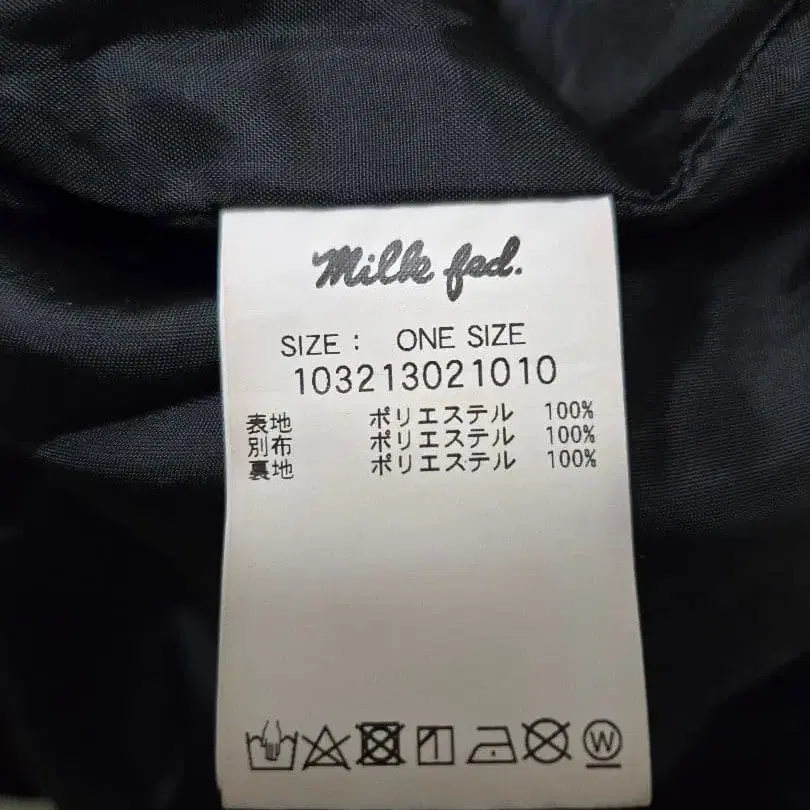 Milk fed.
SIZE : ONE SIZE
103213021010
表地 ポリエステル 100%
別布 ポリエステル 100%
裏地 ポリエステル 100%
W